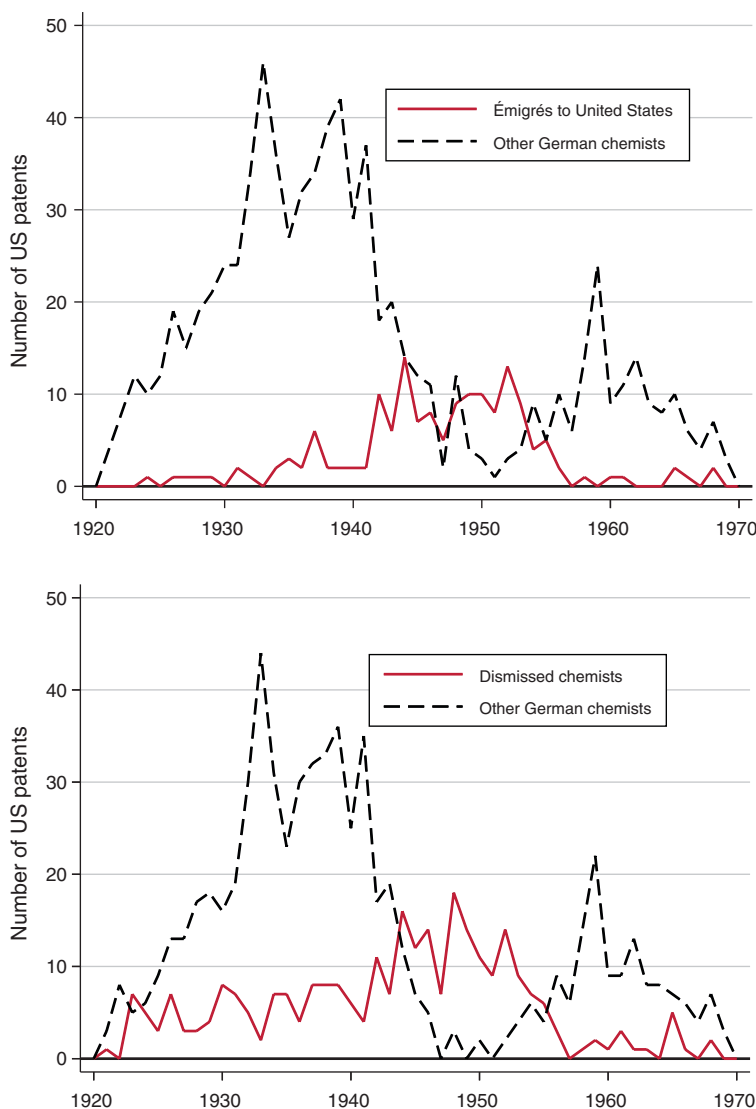 50
40
30
20
10
0
Number of US patents
Émigrés to United States
Other German chemists
1920 1930 1940 1950 1960 1970
50
40
30
20
10
0
Number of US patents
Dismissed chemists
Other German chemists
1920 1930 1940 1950 1960 1970